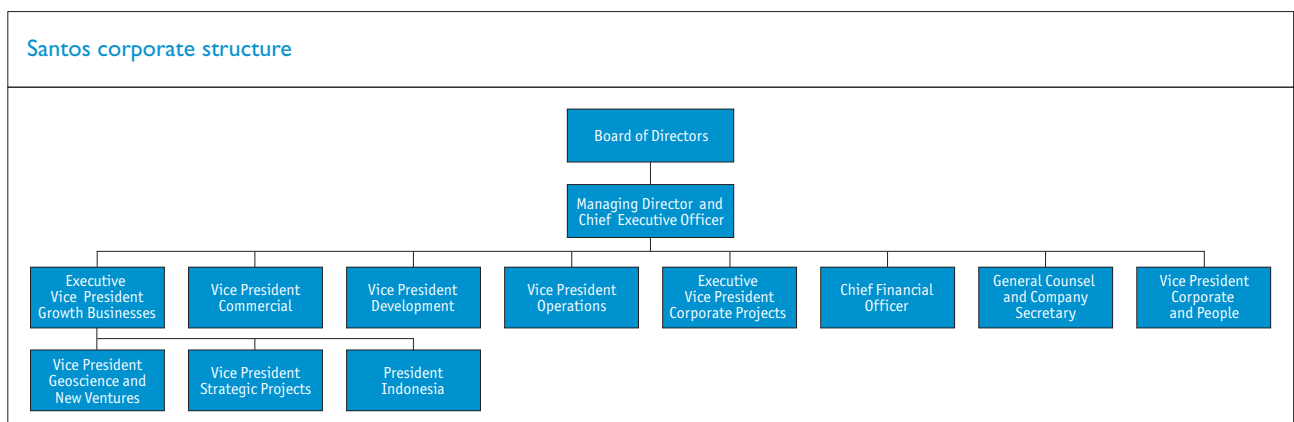 Santos corporate structure
Board of Directors
Managing Director and
Chief Executive Officer
Executive
Vice President
Growth Businesses
Vice President
Commercial
Vice President
Development
Vice President
Operations
Executive
Vice President
Corporate Projects
Chief Financial
Officer
General Counsel
and Company
Secretary
Vice President
Corporate
and People
Vice President
Geoscience and
New Ventures
Vice President
Strategic Projects
President
Indonesia